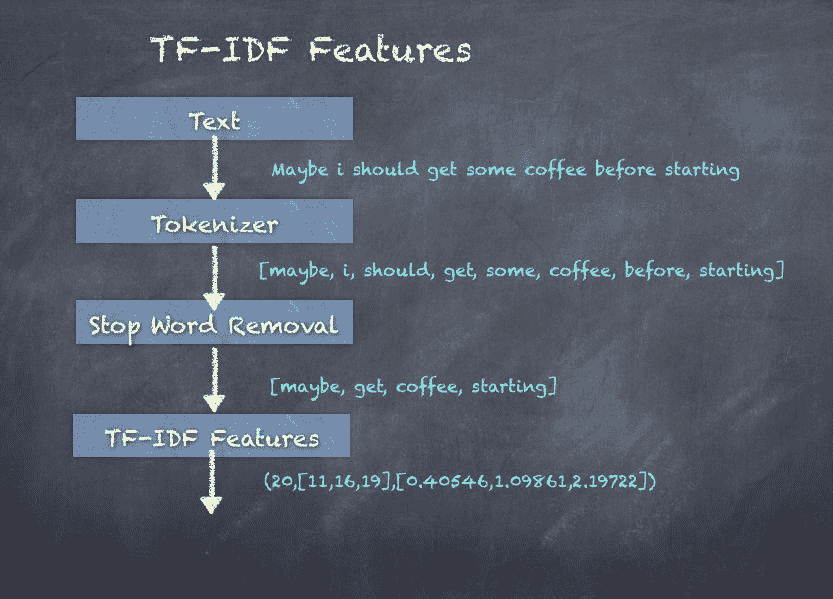 TF-IDF Features
Text
Maybe i should get some coffee before starting
Tokenizer
[maybe, i, should, get, some, coffee, before, starting]
Stop Word Removal
[maybe, get, coffee, starting]
TF-IDF Features
(20,[11,16,19],[0.40546,1.09861,2.19722])